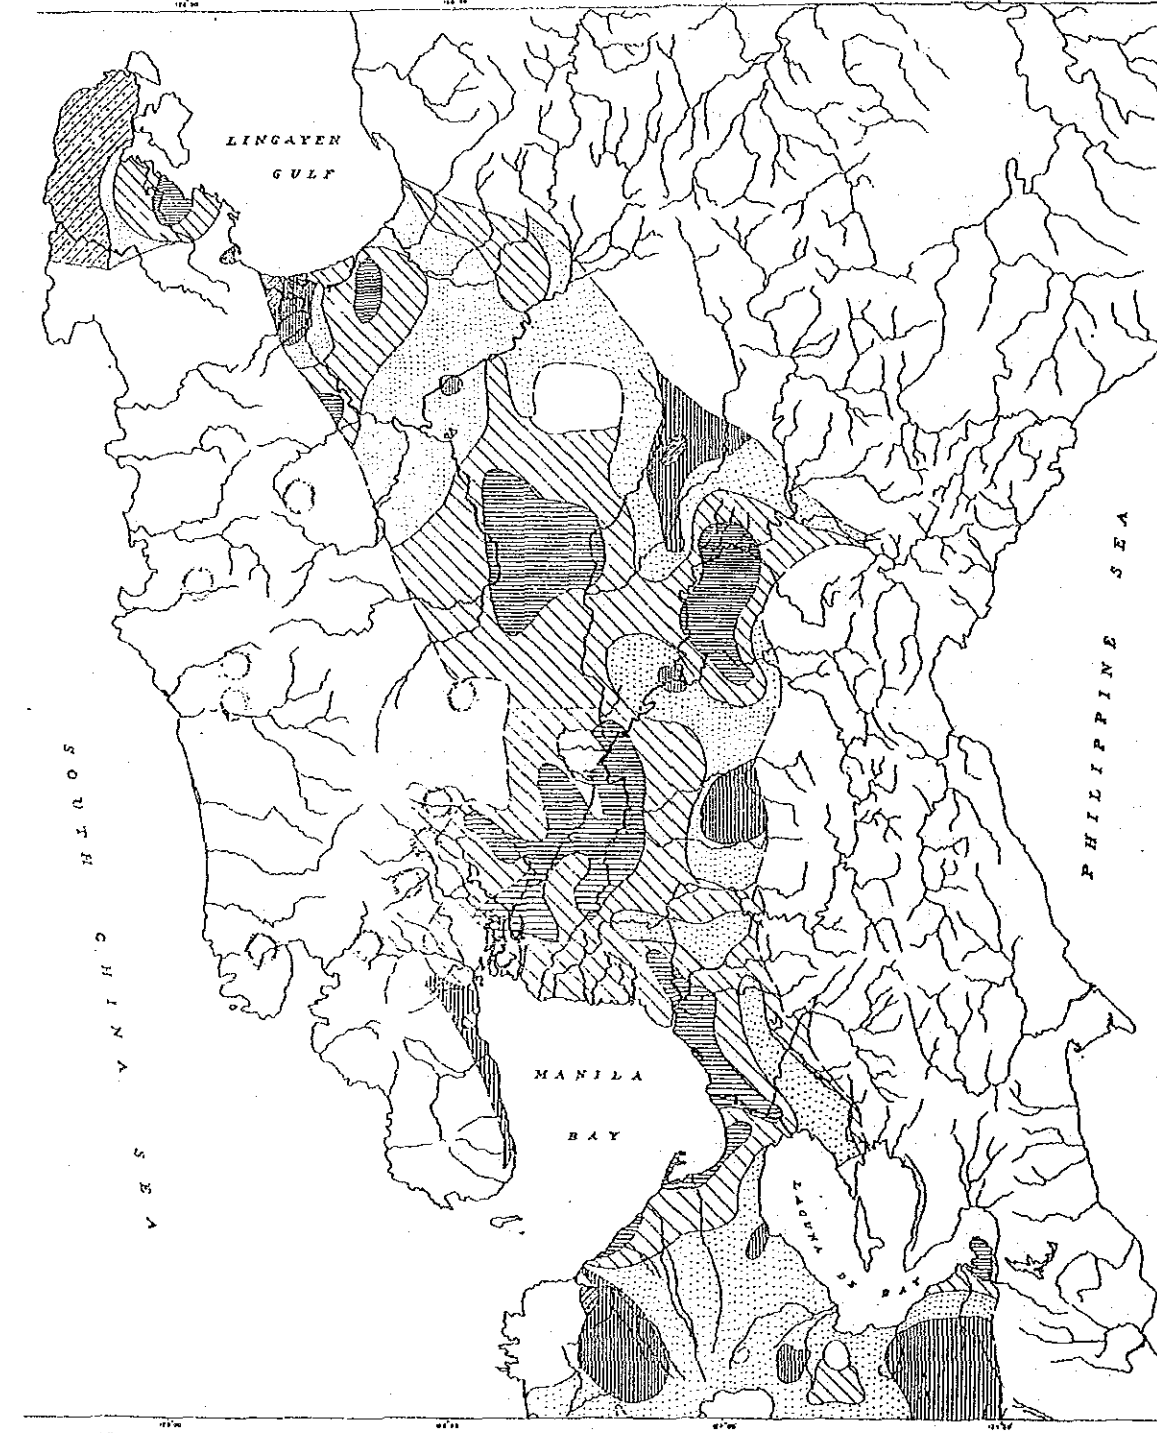 LINGAYEN
GULF
SOUTH CHINA SEA
PHILIPPINE SEA
MANILA
BAY
LAGUNA DE BAY